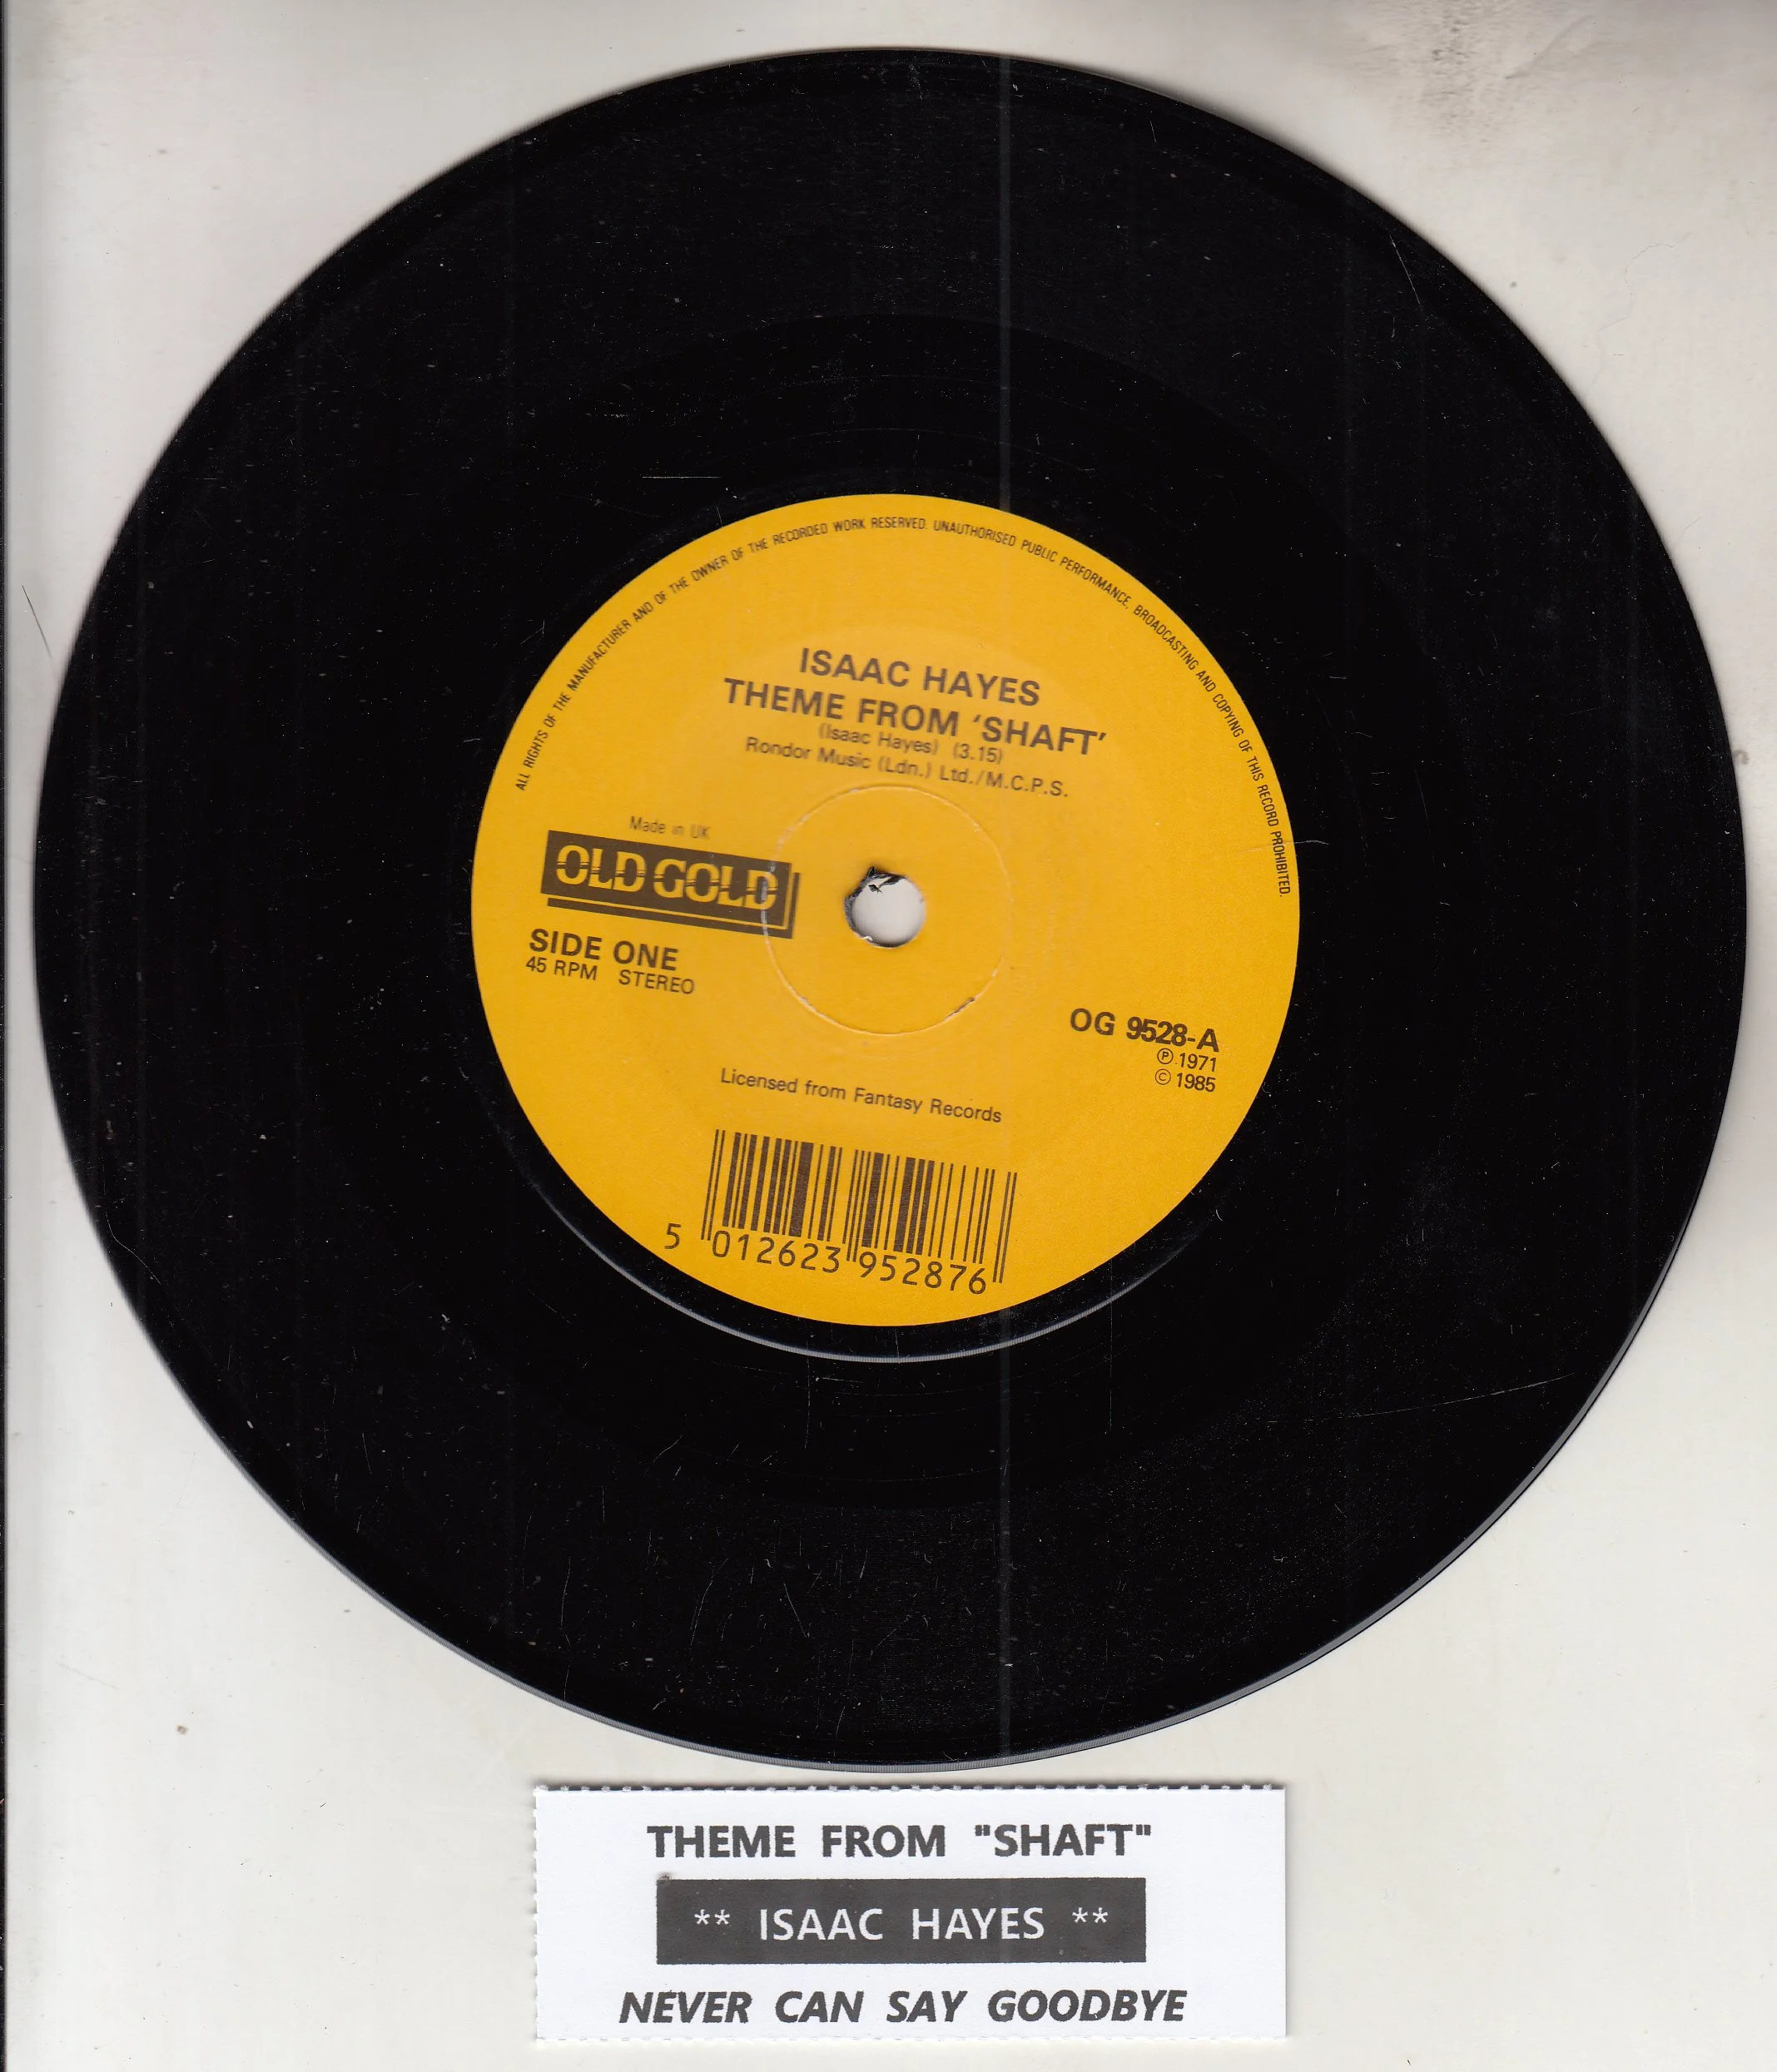 ALL RIGHTS OF THE MANUFACTURER AND OF THE OWNER OF THE RECORDED WORK RESERVED. UNAUTHORISED PUBLIC PERFORMANCE, BROADCASTING AND COPYING OF THIS RECORD PROHIBITED.
ISAAC HAYES
THEME FROM ‘SHAFT’
(Isaac Hayes) (3.15)
Rondor Music (Ldn.) Ltd./M.C.P.S.
Made in UK
OLD GOLD
SIDE ONE
45 RPM STEREO
OG 9528-A
℗ 1971
© 1985
Licensed from Fantasy Records
5 012623 952876
THEME FROM "SHAFT"
** ISAAC HAYES **
NEVER CAN SAY GOODBYE